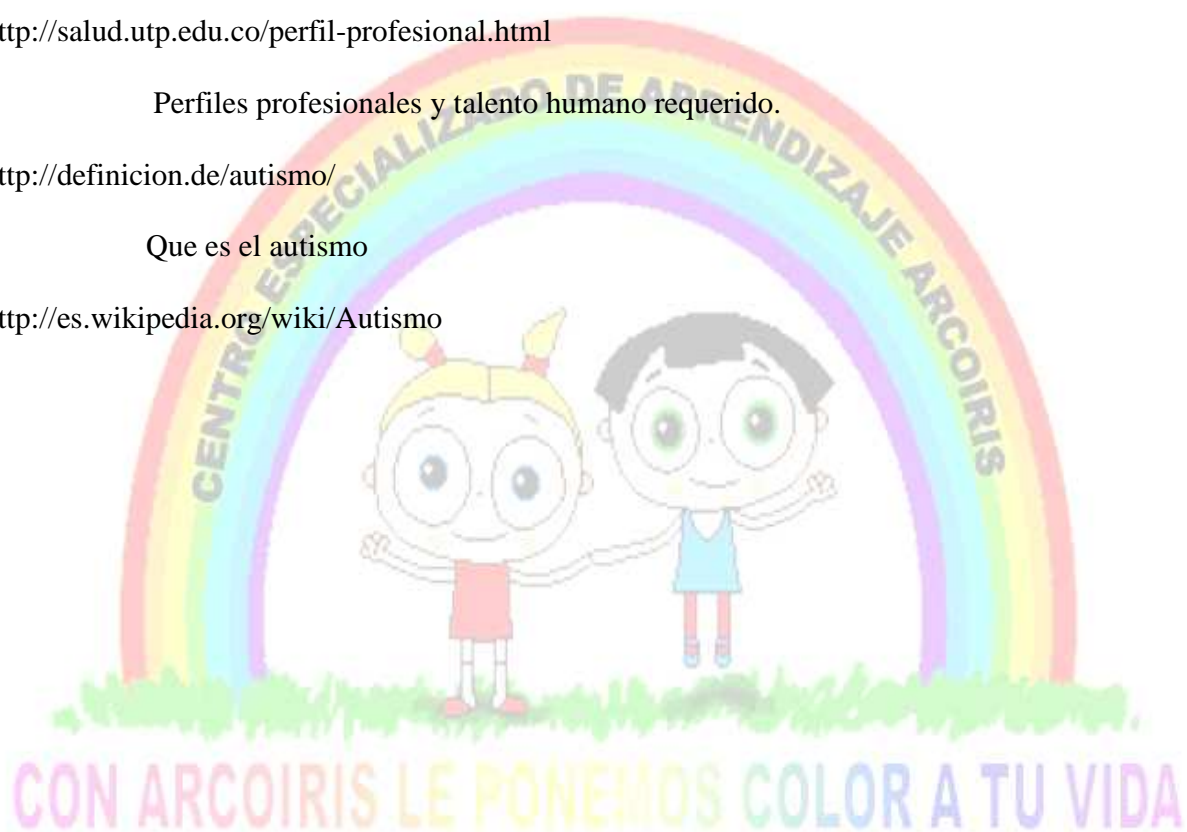 ttp://salud.utp.edu.co/perfil-profesional.html
Perfiles profesionales y talento humano requerido.
ttp://definicion.de/autismo/
Que es el autismo
ttp://es.wikipedia.org/wiki/Autismo
CENTRO ESPECIALIZADO DE APRENDIZAJE ARCOIRIS
CON ARCOIRIS LE PONEMOS COLOR A TU VIDA